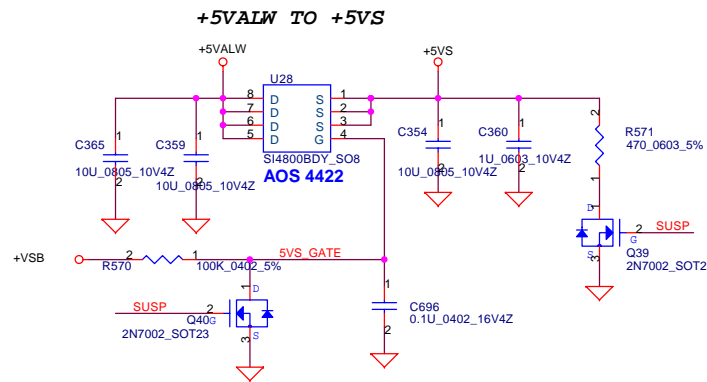 +5VALW TO +5VS
+5VALW
+5VS
U28
8 D S 1
7 D S 2
6 D S 3
5 D G 4
SI4800BDY_SO8
AOS 4422
C365
1
2
10U_0805_10V4Z
C359
1
2
10U_0805_10V4Z
C354
1
2
10U_0805_10V4Z
C360
1
2
1U_0603_10V4Z
2
R571
470_0603_5%
1
1
D
SUSP
2
G
S
3
Q39
2N7002_SOT2
+VSB
2
1
R570
100K_0402_5%
5VS_GATE
1
D
SUSP
2
G
Q40
S
3
2N7002_SOT23
1
C696
0.1U_0402_16V4Z
2